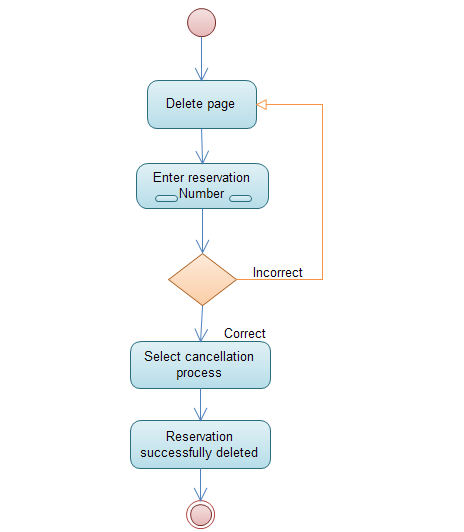 Delete page
Enter reservation
Number
Incorrect
Correct
Select cancellation
process
Reservation
successfully deleted